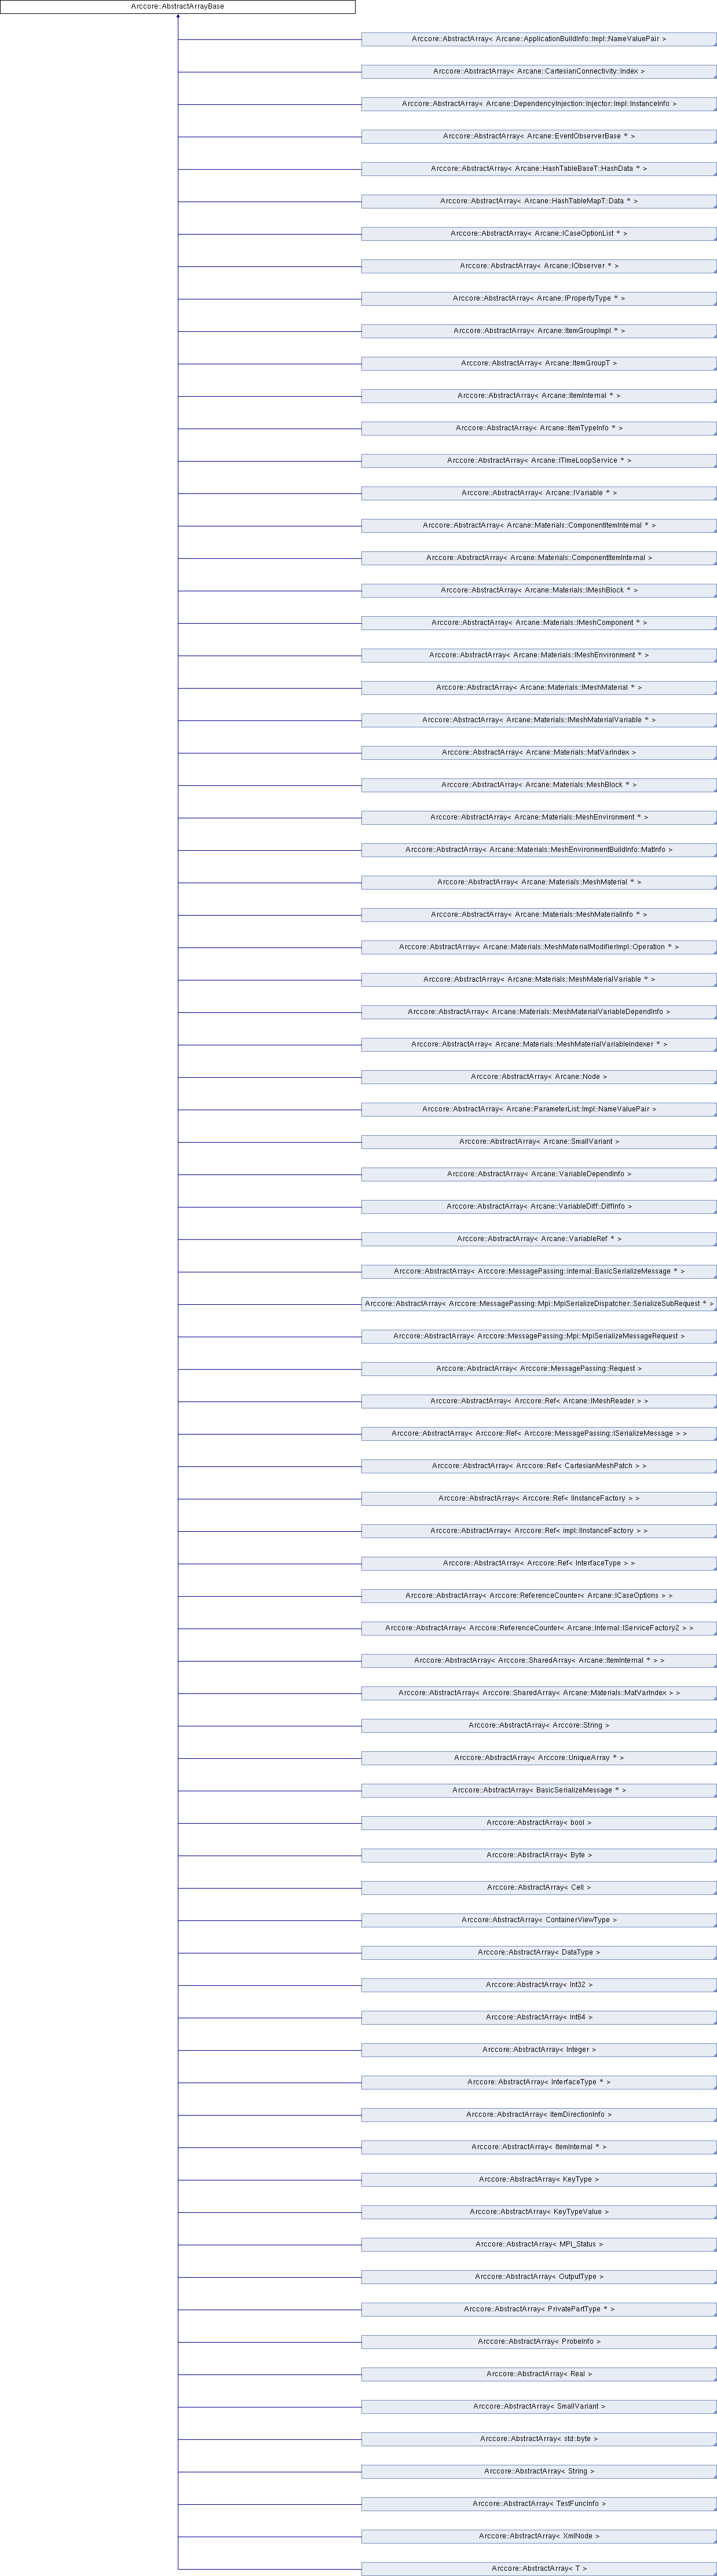 Arccore::AbstractArrayBase
Arccore::AbstractArray< Arcane::ApplicationBuildInfo::Impl::NameValuePair >
Arccore::AbstractArray< Arcane::CartesianConnectivity::Index >
Arccore::AbstractArray< Arcane::DependencyInjection::Injector::Impl::InstanceInfo >
Arccore::AbstractArray< Arcane::EventObserverBase * >
Arccore::AbstractArray< Arcane::HashTableBaseT::HashData * >
Arccore::AbstractArray< Arcane::HashTableMapT::Data * >
Arccore::AbstractArray< Arcane::ICaseOptionList * >
Arccore::AbstractArray< Arcane::IObserver * >
Arccore::AbstractArray< Arcane::IPropertyType * >
Arccore::AbstractArray< Arcane::ItemGroupImpl * >
Arccore::AbstractArray< Arcane::ItemGroupT >
Arccore::AbstractArray< Arcane::ItemInternal * >
Arccore::AbstractArray< Arcane::ItemTypeInfo * >
Arccore::AbstractArray< Arcane::ITimeLoopService * >
Arccore::AbstractArray< Arcane::IVariable * >
Arccore::AbstractArray< Arcane::Materials::ComponentItemInternal * >
Arccore::AbstractArray< Arcane::Materials::ComponentItemInternal >
Arccore::AbstractArray< Arcane::Materials::IMeshBlock * >
Arccore::AbstractArray< Arcane::Materials::IMeshComponent * >
Arccore::AbstractArray< Arcane::Materials::IMeshEnvironment * >
Arccore::AbstractArray< Arcane::Materials::IMeshMaterial * >
Arccore::AbstractArray< Arcane::Materials::IMeshMaterialVariable * >
Arccore::AbstractArray< Arcane::Materials::MatVarIndex >
Arccore::AbstractArray< Arcane::Materials::MeshBlock * >
Arccore::AbstractArray< Arcane::Materials::MeshEnvironment * >
Arccore::AbstractArray< Arcane::Materials::MeshEnvironmentBuildInfo::MatInfo >
Arccore::AbstractArray< Arcane::Materials::MeshMaterial * >
Arccore::AbstractArray< Arcane::Materials::MeshMaterialInfo * >
Arccore::AbstractArray< Arcane::Materials::MeshMaterialModifierImpl::Operation * >
Arccore::AbstractArray< Arcane::Materials::MeshMaterialVariable * >
Arccore::AbstractArray< Arcane::Materials::MeshMaterialVariableDependInfo >
Arccore::AbstractArray< Arcane::Materials::MeshMaterialVariableIndexer * >
Arccore::AbstractArray< Arcane::Node >
Arccore::AbstractArray< Arcane::ParameterList::Impl::NameValuePair >
Arccore::AbstractArray< Arcane::SmallVariant >
Arccore::AbstractArray< Arcane::VariableDependInfo >
Arccore::AbstractArray< Arcane::VariableDiff::DiffInfo >
Arccore::AbstractArray< Arcane::VariableRef * >
Arccore::AbstractArray< Arccore::MessagePassing::internal::BasicSerializeMessage * >
Arccore::AbstractArray< Arccore::MessagePassing::Mpi::MpiSerializeDispatcher::SerializeSubRequest * >
Arccore::AbstractArray< Arccore::MessagePassing::Mpi::MpiSerializeMessageRequest >
Arccore::AbstractArray< Arccore::MessagePassing::Request >
Arccore::AbstractArray< Arccore::Ref< Arcane::IMeshReader > >
Arccore::AbstractArray< Arccore::Ref< Arccore::MessagePassing::ISerializeMessage > >
Arccore::AbstractArray< Arccore::Ref< CartesianMeshPatch > >
Arccore::AbstractArray< Arccore::Ref< IInstanceFactory > >
Arccore::AbstractArray< Arccore::Ref< impl::IInstanceFactory > >
Arccore::AbstractArray< Arccore::Ref< InterfaceType > >
Arccore::AbstractArray< Arccore::ReferenceCounter< Arcane::ICaseOptions > >
Arccore::AbstractArray< Arccore::ReferenceCounter< Arcane::Internal::IServiceFactory2 > >
Arccore::AbstractArray< Arccore::SharedArray< Arcane::ItemInternal * > >
Arccore::AbstractArray< Arccore::SharedArray< Arcane::Materials::MatVarIndex > >
Arccore::AbstractArray< Arccore::String >
Arccore::AbstractArray< Arccore::UniqueArray * >
Arccore::AbstractArray< BasicSerializeMessage * >
Arccore::AbstractArray< bool >
Arccore::AbstractArray< Byte >
Arccore::AbstractArray< Cell >
Arccore::AbstractArray< ContainerViewType >
Arccore::AbstractArray< DataType >
Arccore::AbstractArray< Int32 >
Arccore::AbstractArray< Int64 >
Arccore::AbstractArray< Integer >
Arccore::AbstractArray< InterfaceType * >
Arccore::AbstractArray< ItemDirectionInfo >
Arccore::AbstractArray< ItemInternal * >
Arccore::AbstractArray< KeyType >
Arccore::AbstractArray< KeyTypeValue >
Arccore::AbstractArray< MPI_Status >
Arccore::AbstractArray< OutputType >
Arccore::AbstractArray< PrivatePartType * >
Arccore::AbstractArray< ProbeInfo >
Arccore::AbstractArray< Real >
Arccore::AbstractArray< SmallVariant >
Arccore::AbstractArray< std::byte >
Arccore::AbstractArray< String >
Arccore::AbstractArray< TestFuncInfo >
Arccore::AbstractArray< XmlNode >
Arccore::AbstractArray< T >